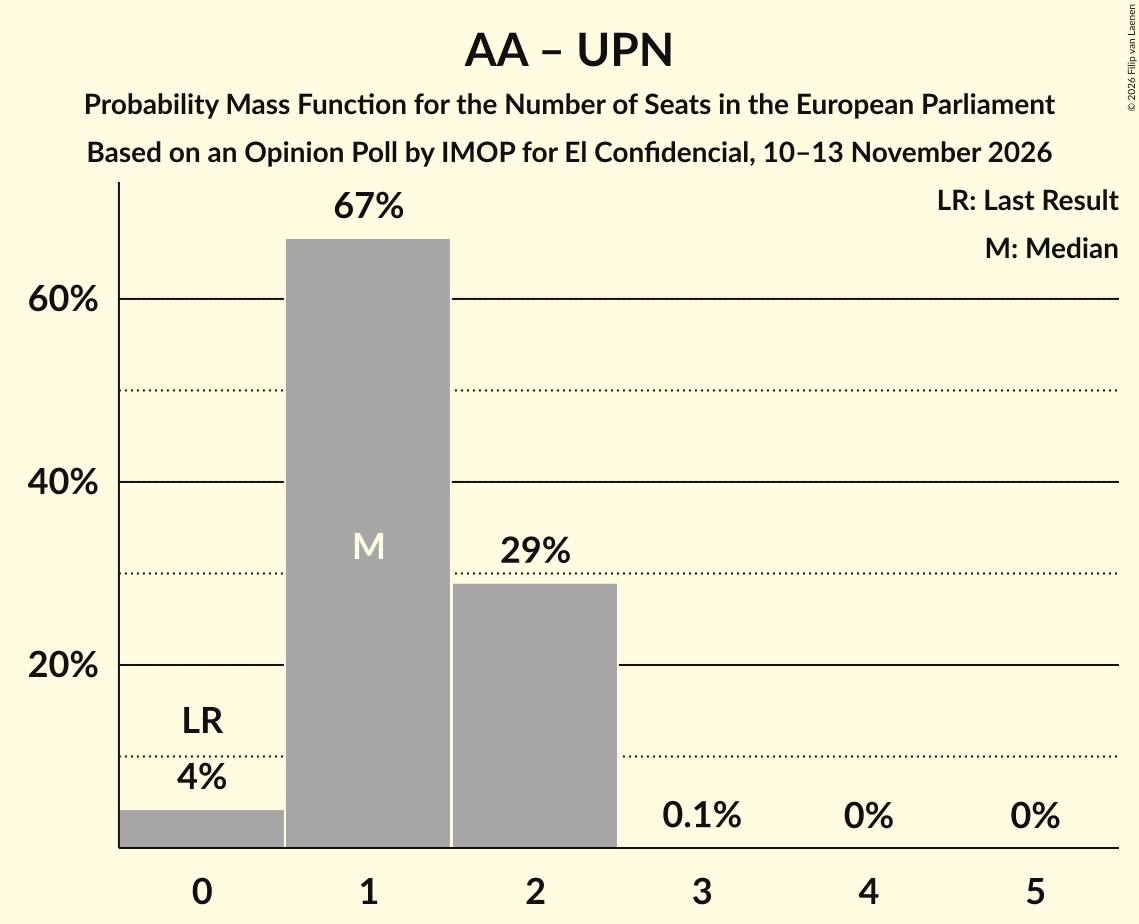 AA – UPN
Probability Mass Function for the Number of Seats in the European Parliament
Based on an Opinion Poll by IMOP for El Confidencial, 10–13 November 2026
© 2026 Filip van Laenen
LR: Last Result
M: Median
67%
60%
40%
M
29%
20%
LR
4%
0.1%
0%
0%
0 1 2 3 4 5